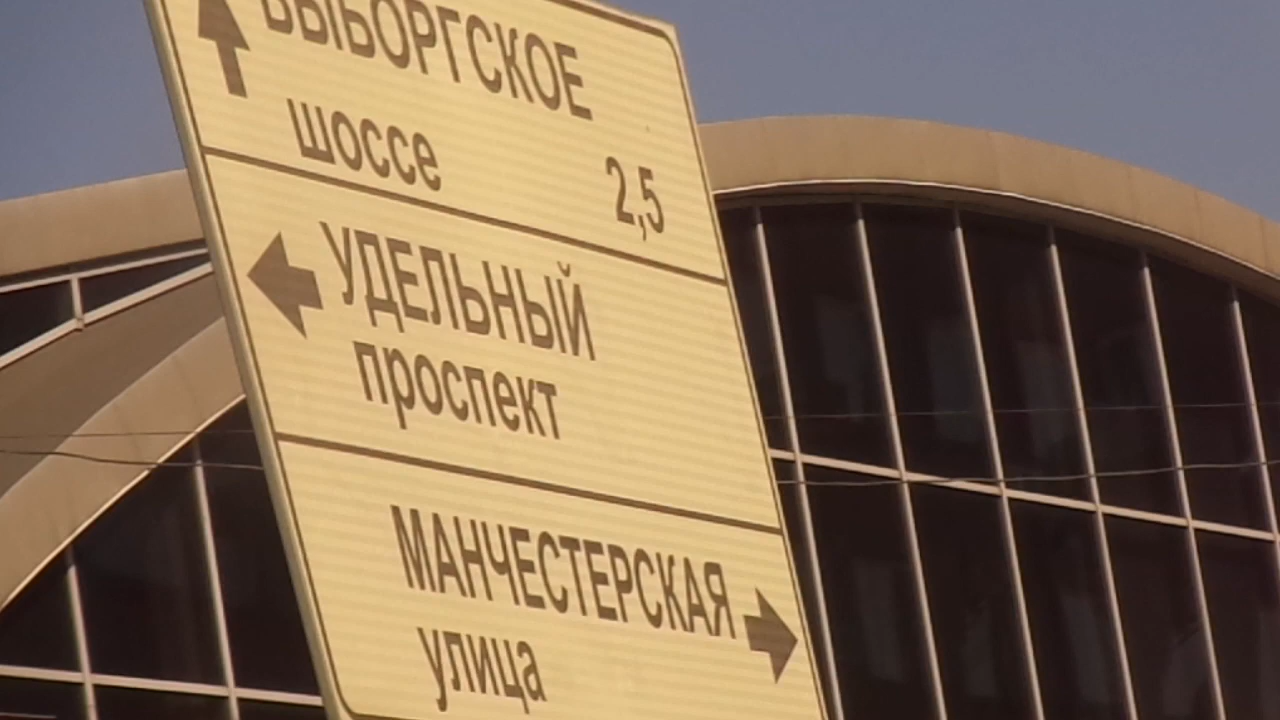 ВЫБОРГСКОЕ
шоссе
2,5
УДЕЛЬНЫЙ
проспект
МАНЧЕСТЕРСКАЯ
улица